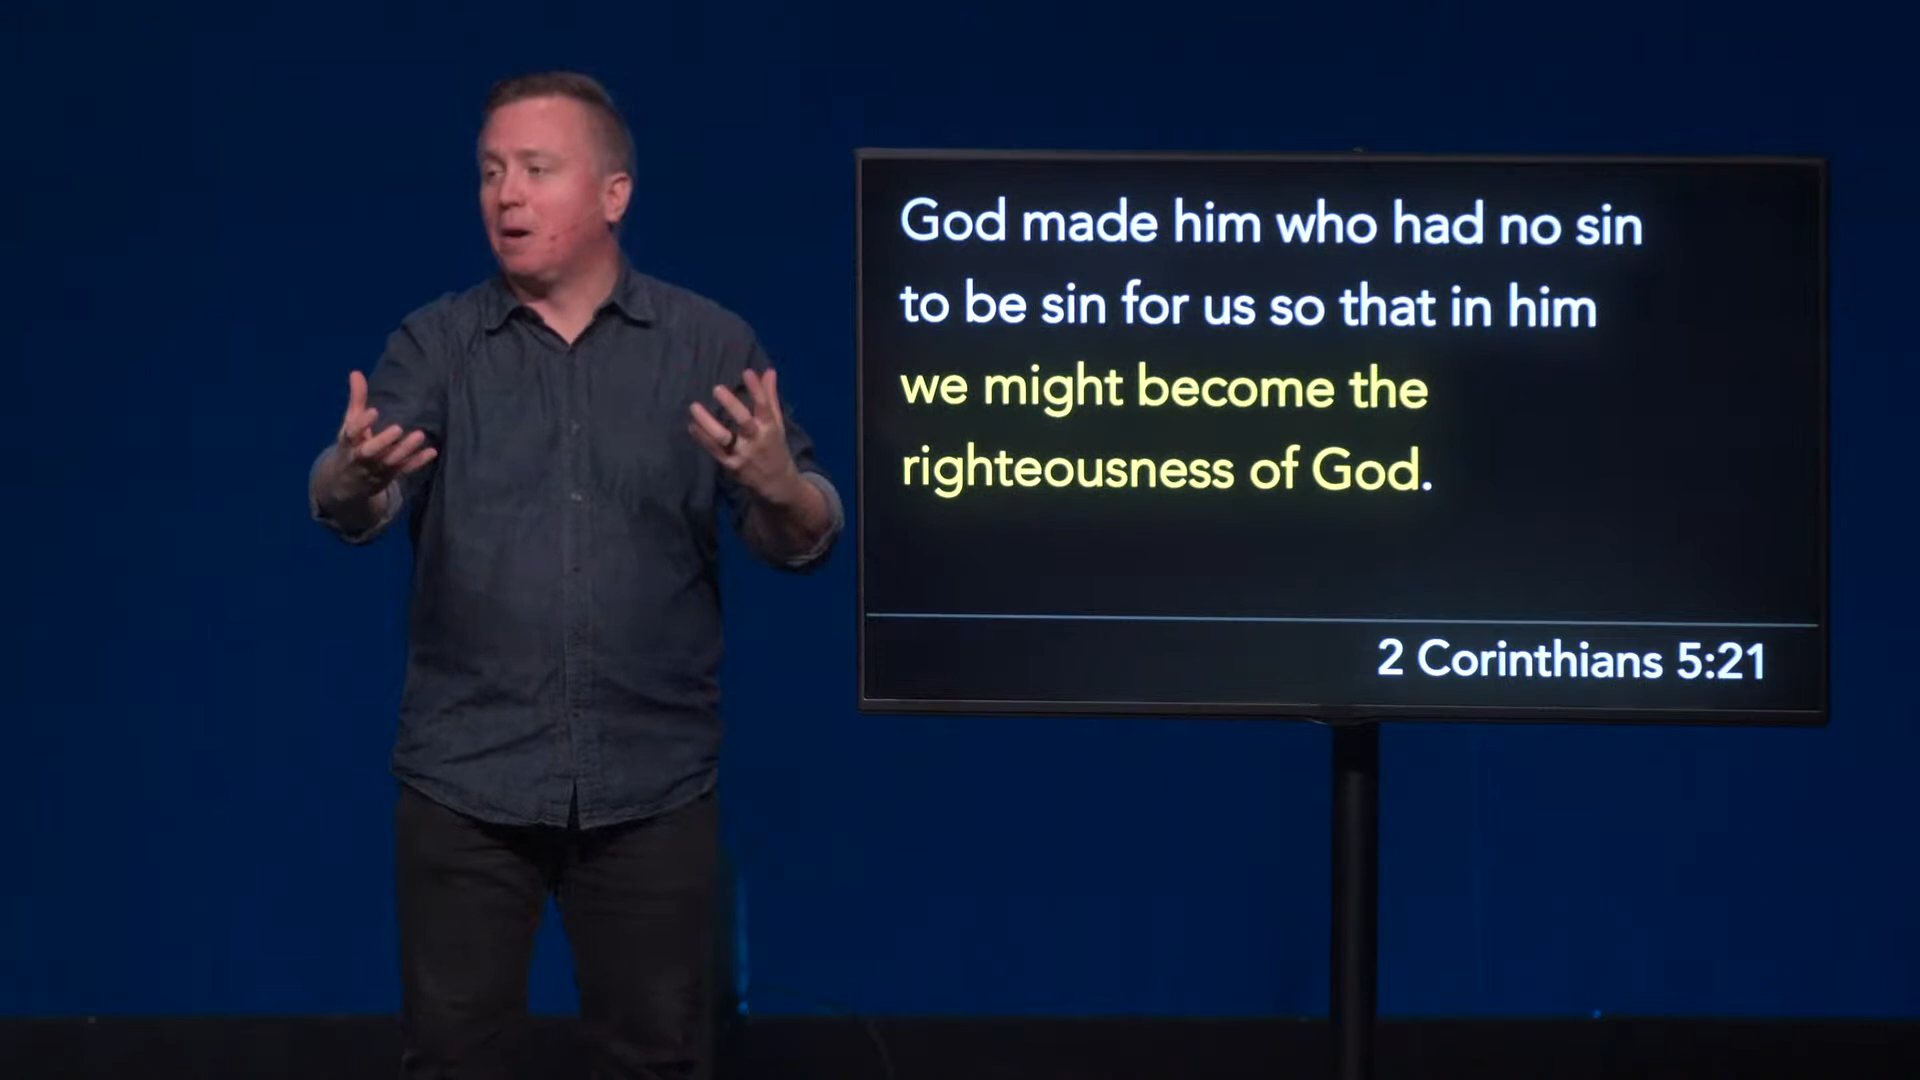 God made him who had no sin
to be sin for us so that in him
we might become the
righteousness of God.
2 Corinthians 5:21